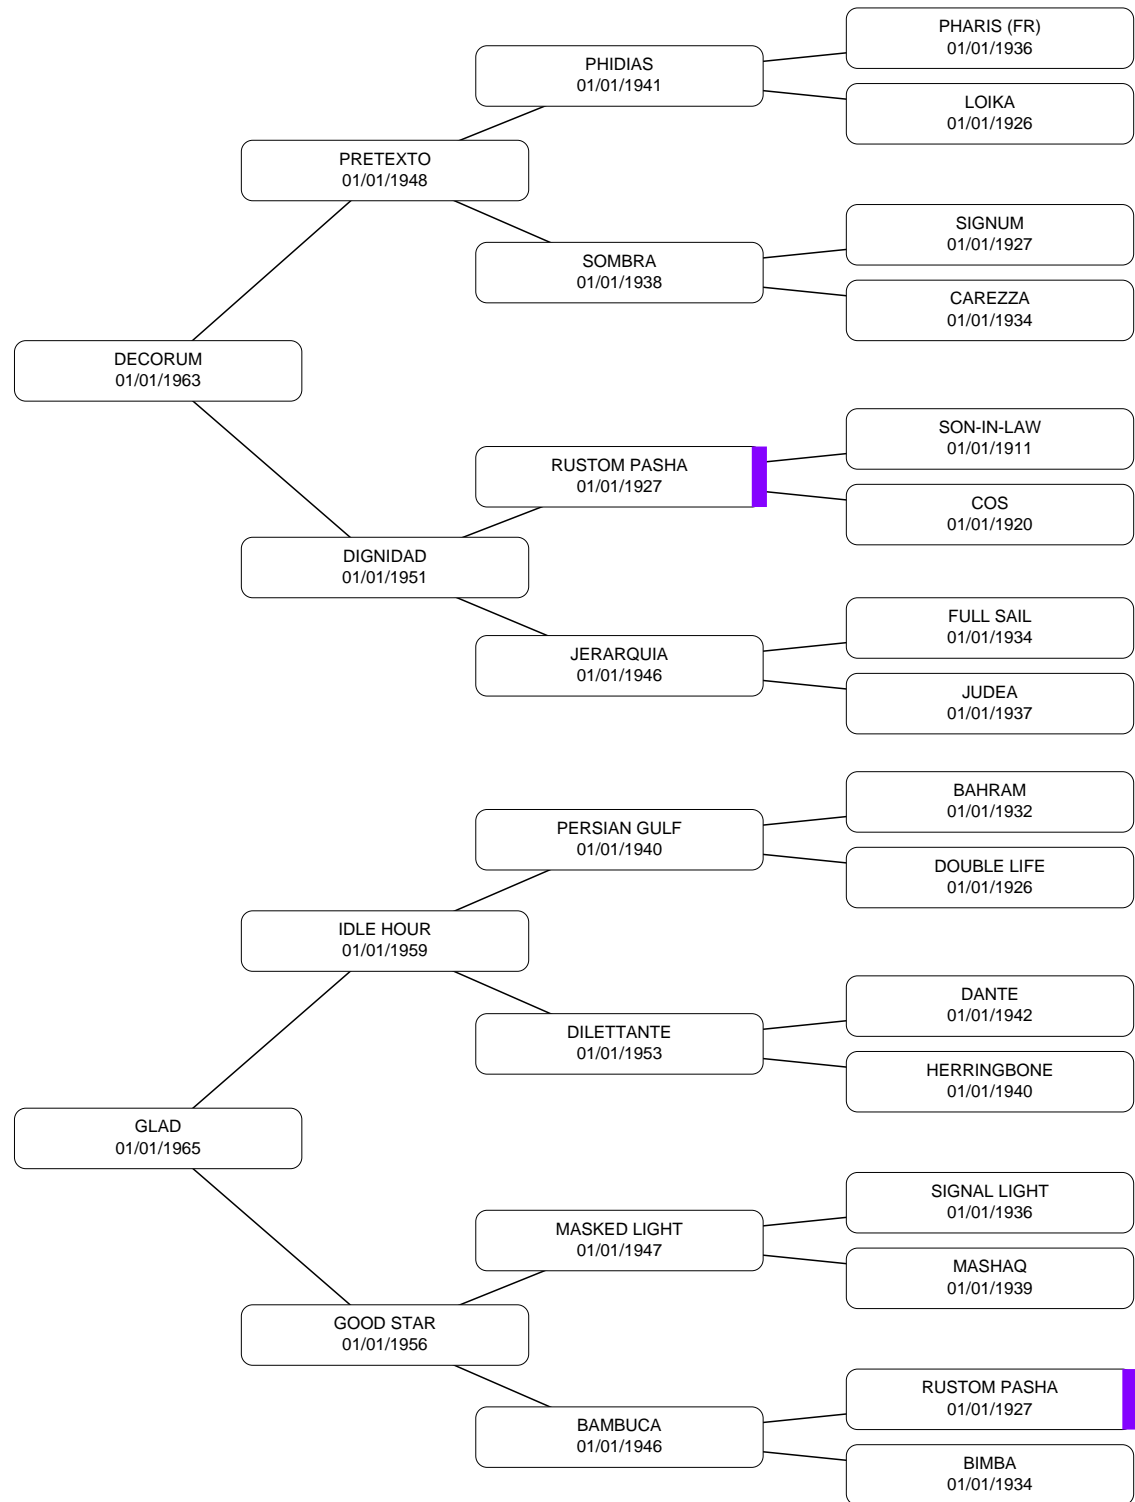 PHARIS (FR)
01/01/1936
PHIDIAS
01/01/1941
LOIKA
01/01/1926
PRETEXTO
01/01/1948
SIGNUM
01/01/1927
SOMBRA
01/01/1938
CAREZZA
01/01/1934
DECORUM
01/01/1963
SON-IN-LAW
01/01/1911
RUSTOM PASHA
01/01/1927
COS
01/01/1920
DIGNIDAD
01/01/1951
FULL SAIL
01/01/1934
JERARQUIA
01/01/1946
JUDEA
01/01/1937
BAHRAM
01/01/1932
PERSIAN GULF
01/01/1940
DOUBLE LIFE
01/01/1926
IDLE HOUR
01/01/1959
DANTE
01/01/1942
DILETTANTE
01/01/1953
HERRINGBONE
01/01/1940
GLAD
01/01/1965
SIGNAL LIGHT
01/01/1936
MASKED LIGHT
01/01/1947
MASHAQ
01/01/1939
GOOD STAR
01/01/1956
RUSTOM PASHA
01/01/1927
BAMBUCA
01/01/1946
BIMBA
01/01/1934